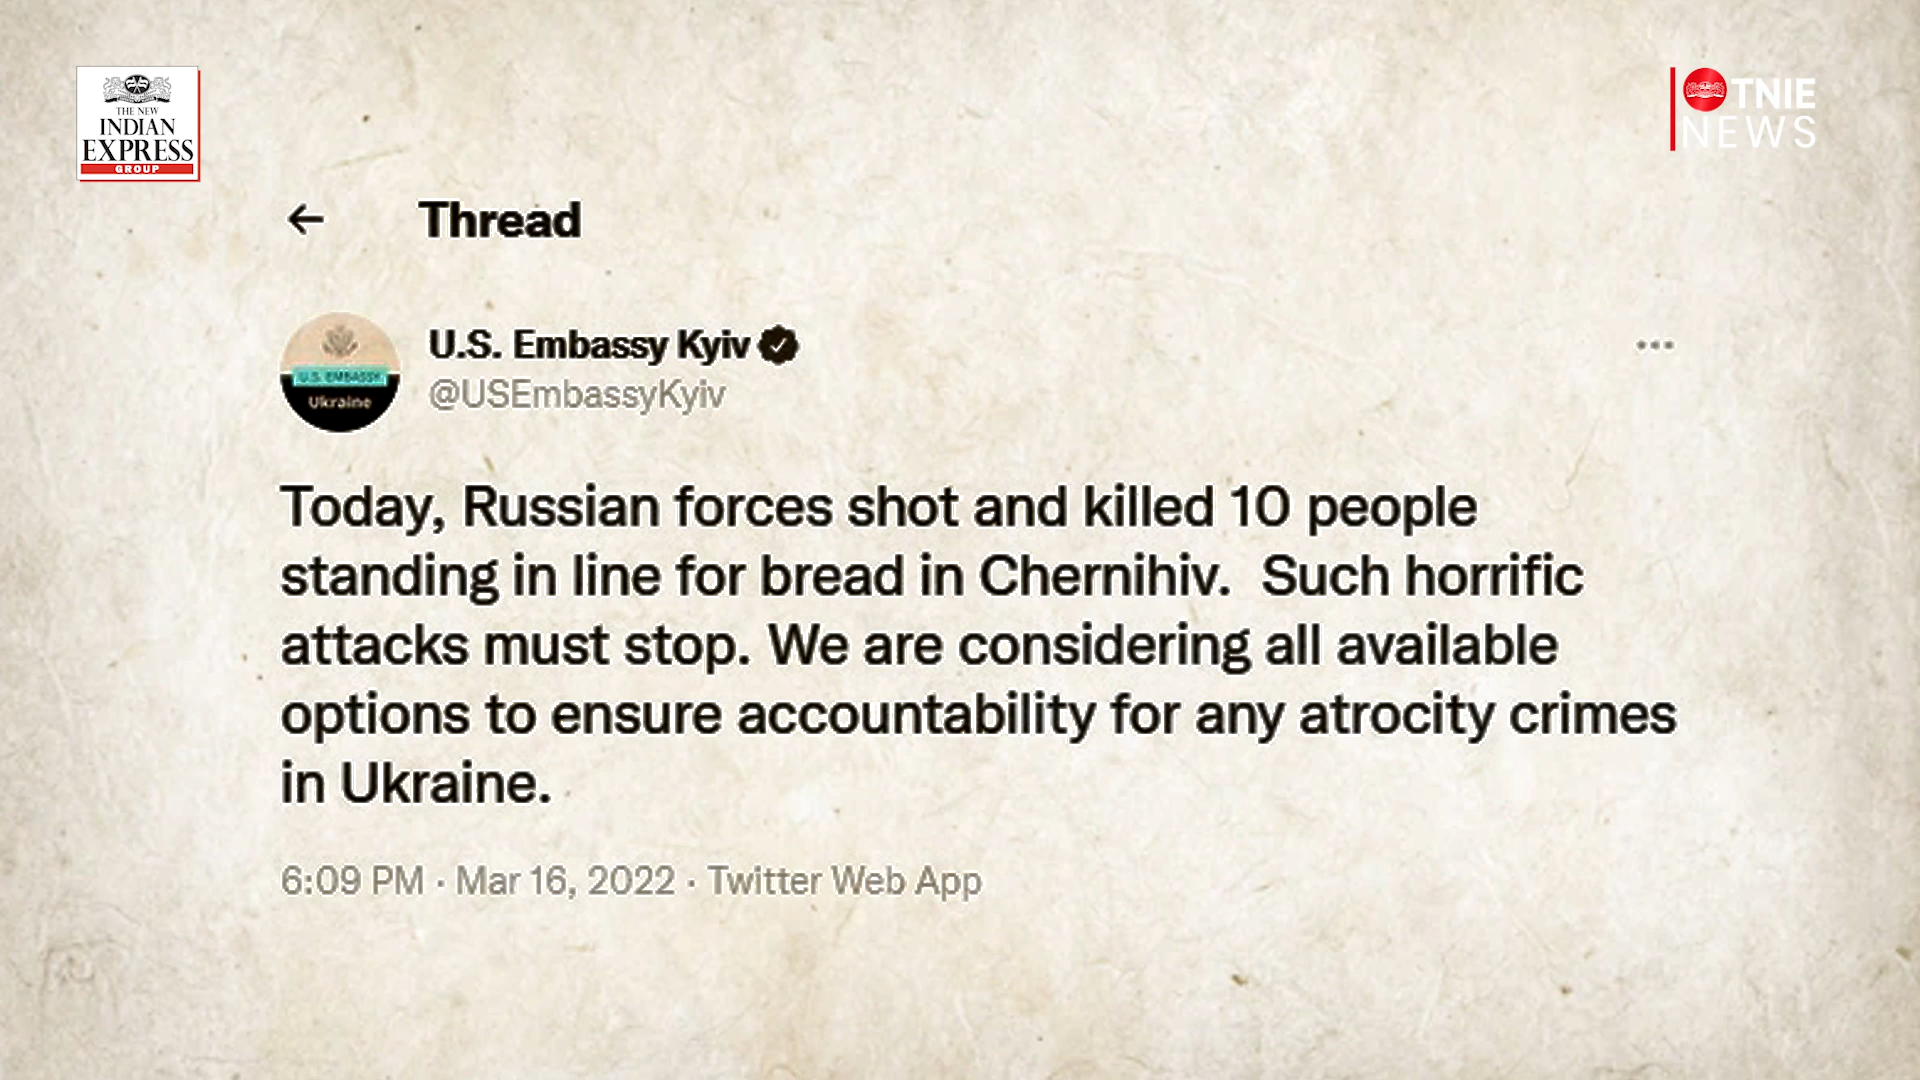 THE NEW
INDIAN
EXPRESS
GROUP
TNIE
NEWS
Thread
U.S. Embassy Kyiv
@USEmbassyKyiv
U.S. EMBASSY
Ukraine
Today, Russian forces shot and killed 10 people
standing in line for bread in Chernihiv.  Such horrific
attacks must stop. We are considering all available
options to ensure accountability for any atrocity crimes
in Ukraine.
6:09 PM · Mar 16, 2022 · Twitter Web App